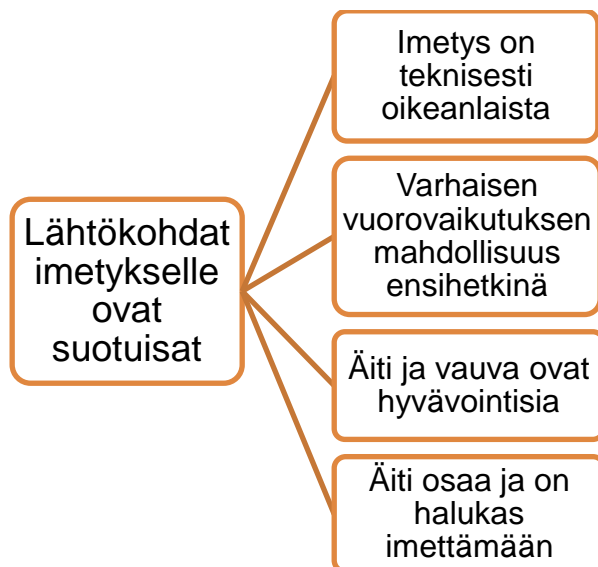 Lähtökohdat
imetykselle
ovat
suotuisat
Imetys on
teknisesti
oikeanlaista
Varhaisen
vuorovaikutuksen
mahdollisuus
ensihetkinä
Äiti ja vauva ovat
hyvävointisia
Äiti osaa ja on
halukas
imettämään